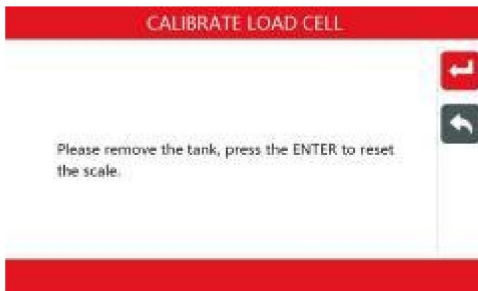 CALIBRATE LOAD CELL
Please remove the tank, press the ENTER to reset
the scale.